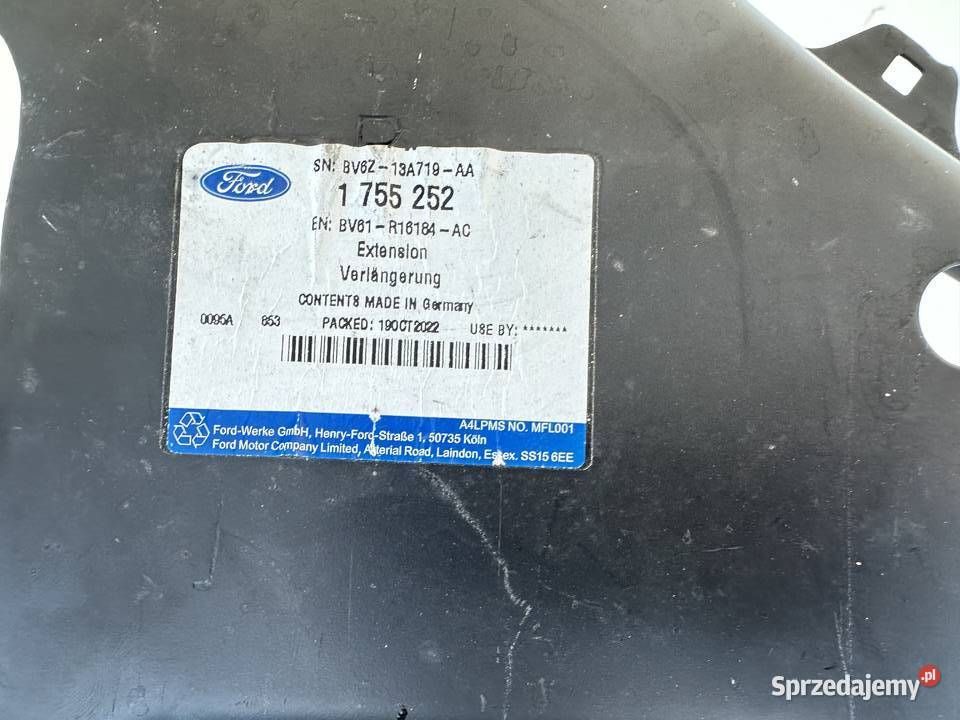 D
Ford
SN: BV6Z-13A719-AA
1 755 252
EN: BV61-R16184-AC
Extension
Verlängerung
CONTENTS MADE IN Germany
0095A 853 PACKED: 19OCT2022 USE BY: *******
A4LPMS NO. MFL001
Ford-Werke GmbH, Henry-Ford-Straße 1, 50735 Köln
Ford Motor Company Limited, Arterial Road, Laindon, Essex. SS15 6EE
Sprzedajemy.pl